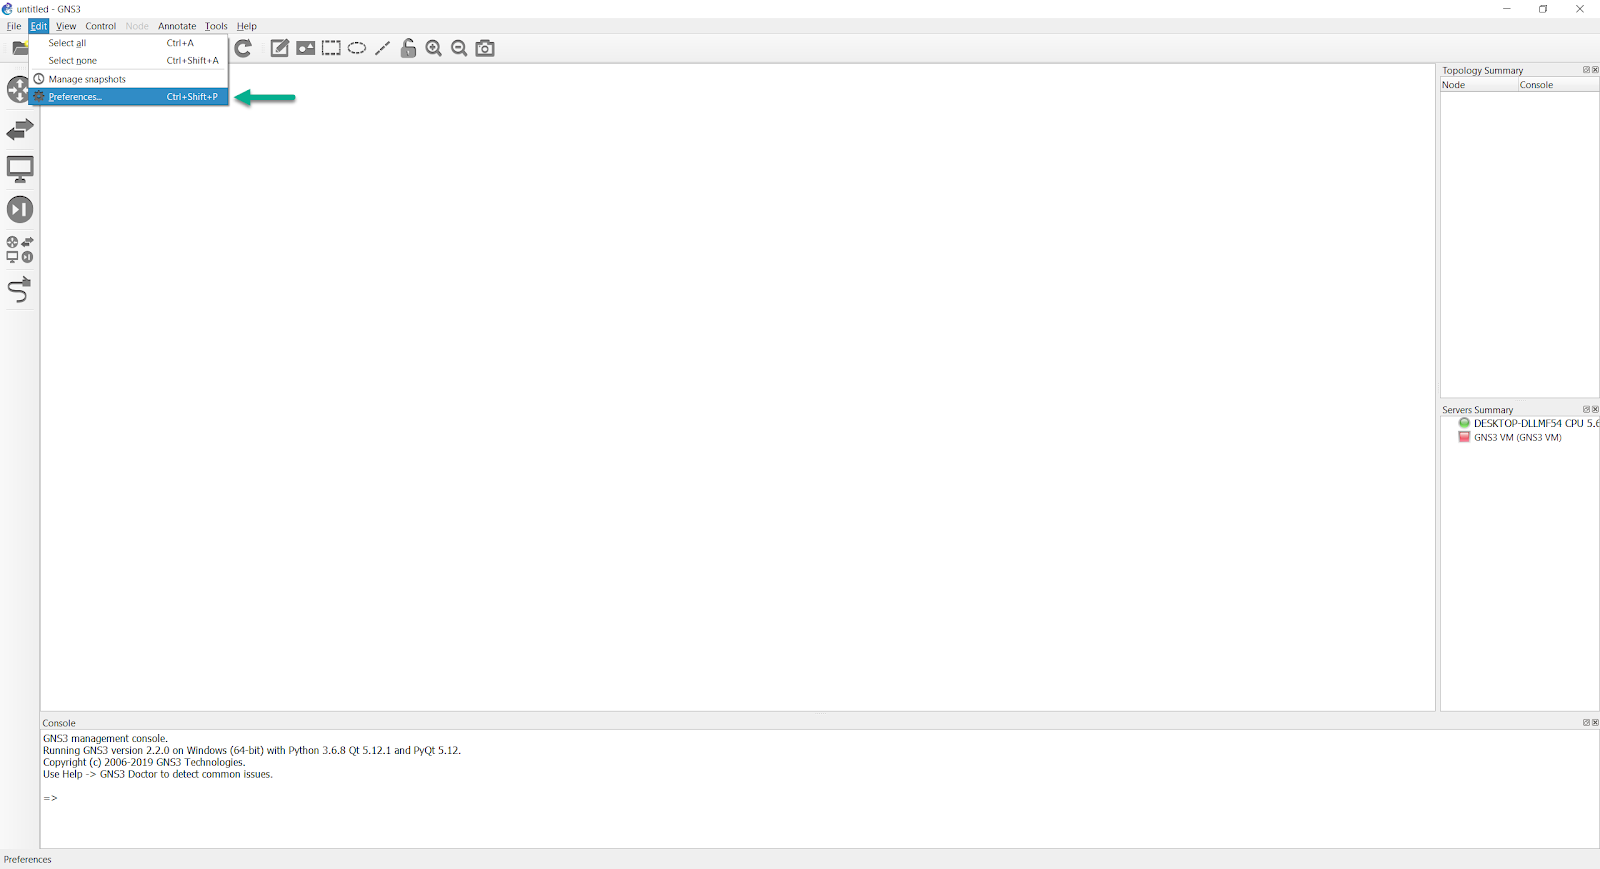 untitled - GNS3
File Edit View Control Node Annotate Tools Help
Select all Ctrl+A
Select none Ctrl+Shift+A
Manage snapshots
Preferences... Ctrl+Shift+P
Topology Summary
Node Console
Servers Summary
DESKTOP-DLLMF54 CPU 5.6
GNS3 VM (GNS3 VM)
Console
GNS3 management console.
Running GNS3 version 2.2.0 on Windows (64-bit) with Python 3.6.8 Qt 5.12.1 and PyQt 5.12.
Copyright (c) 2006-2019 GNS3 Technologies.
Use Help -> GNS3 Doctor to detect common issues.
=>
Preferences